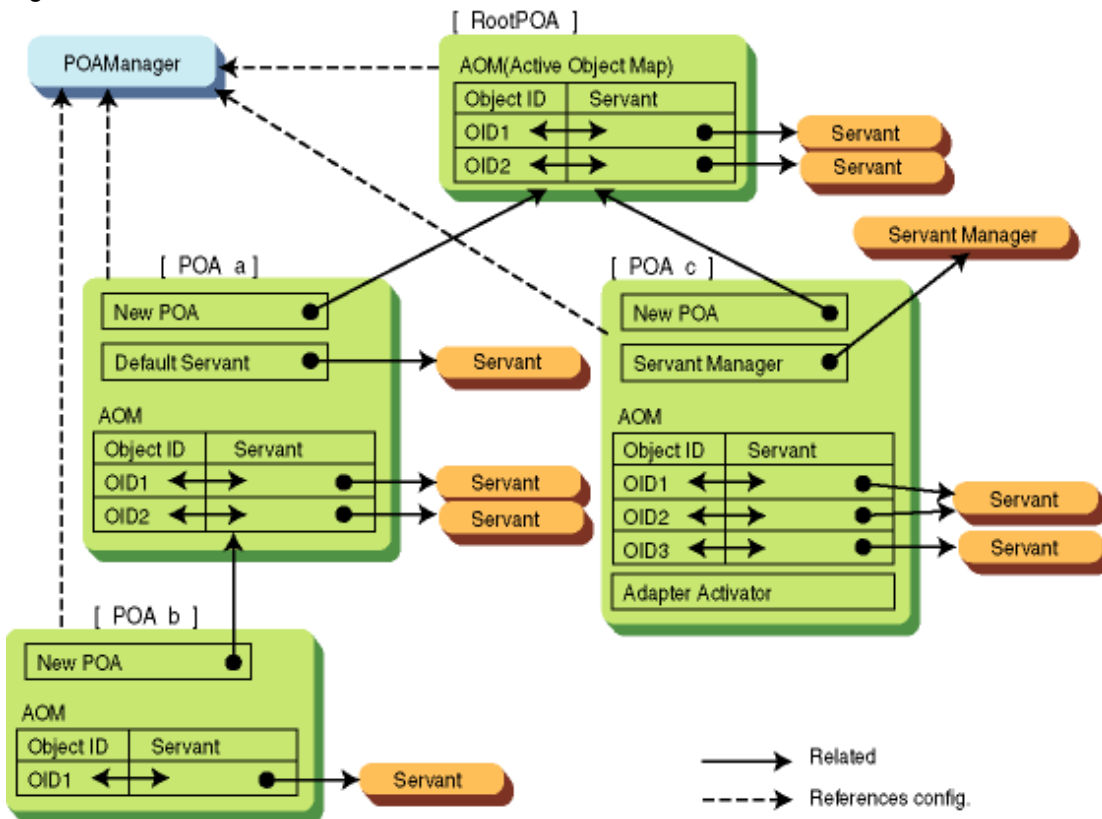 [ RootPOA ]
POAManager
AOM(Active Object Map)
Object ID Servant
OID1
OID2
Servant
Servant
Servant Manager
[ POA a ]
New POA
Default Servant
Servant
AOM
Object ID Servant
OID1
OID2
Servant
Servant
[ POA c ]
New POA
Servant Manager
AOM
Object ID Servant
OID1
OID2
OID3
Servant
Servant
Adapter Activator
[ POA b ]
New POA
AOM
Object ID Servant
OID1
Servant
Related
References config.